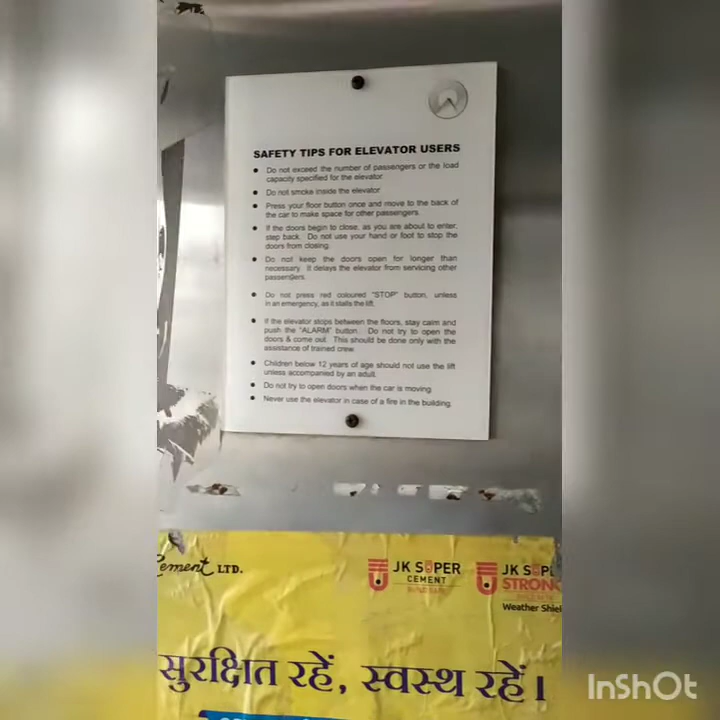 SAFETY TIPS FOR ELEVATOR USERS
Do not exceed the number of passengers or the load
capacity specified for the elevator
Do not smoke inside the elevator
Press your floor button once and move to the back of
the car to make space for other passengers.
If the doors begin to close, as you are about to enter,
step back. Do not use your hand or foot to stop the
doors from closing.
Do not keep the doors open for longer than
necessary. It delays the elevator from servicing other
passengers.
Do not press red coloured "STOP" button, unless
in an emergency, as it stalls the lift.
If the elevator stops between the floors, stay calm and
push the "ALARM" button. Do not try to open the
doors & come out. This should be done only with the
assistance of trained crew.
Children below 12 years of age should not use the lift
unless accompanied by an adult.
Do not try to open doors when the car is moving
Never use the elevator in case of a fire in the building.
Cement LTD.
JK SUPER
CEMENT
BUILD SAFE
JK SUP
STRONG
Weather Shiel
सुरक्षित रहें, स्वस्थ रहें।
InShOt